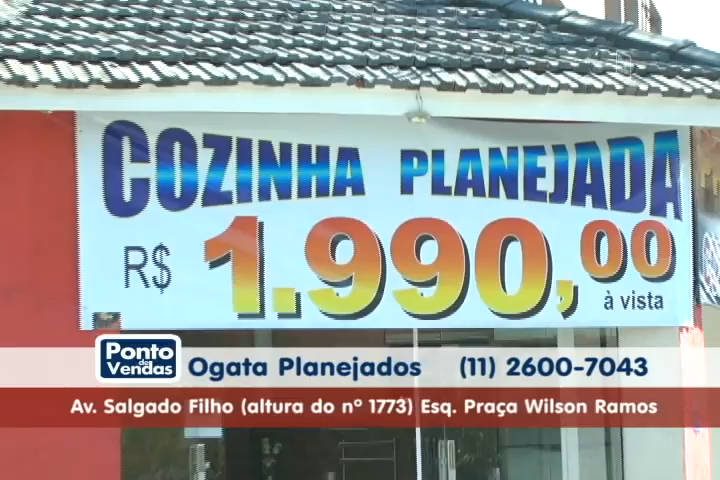 COZINHA PLANEJADA
R$ 1.990,00
à vista
Ponto de Vendas
Ogata Planejados (11) 2600-7043
Av. Salgado Filho (altura do nº 1773) Esq. Praça Wilson Ramos